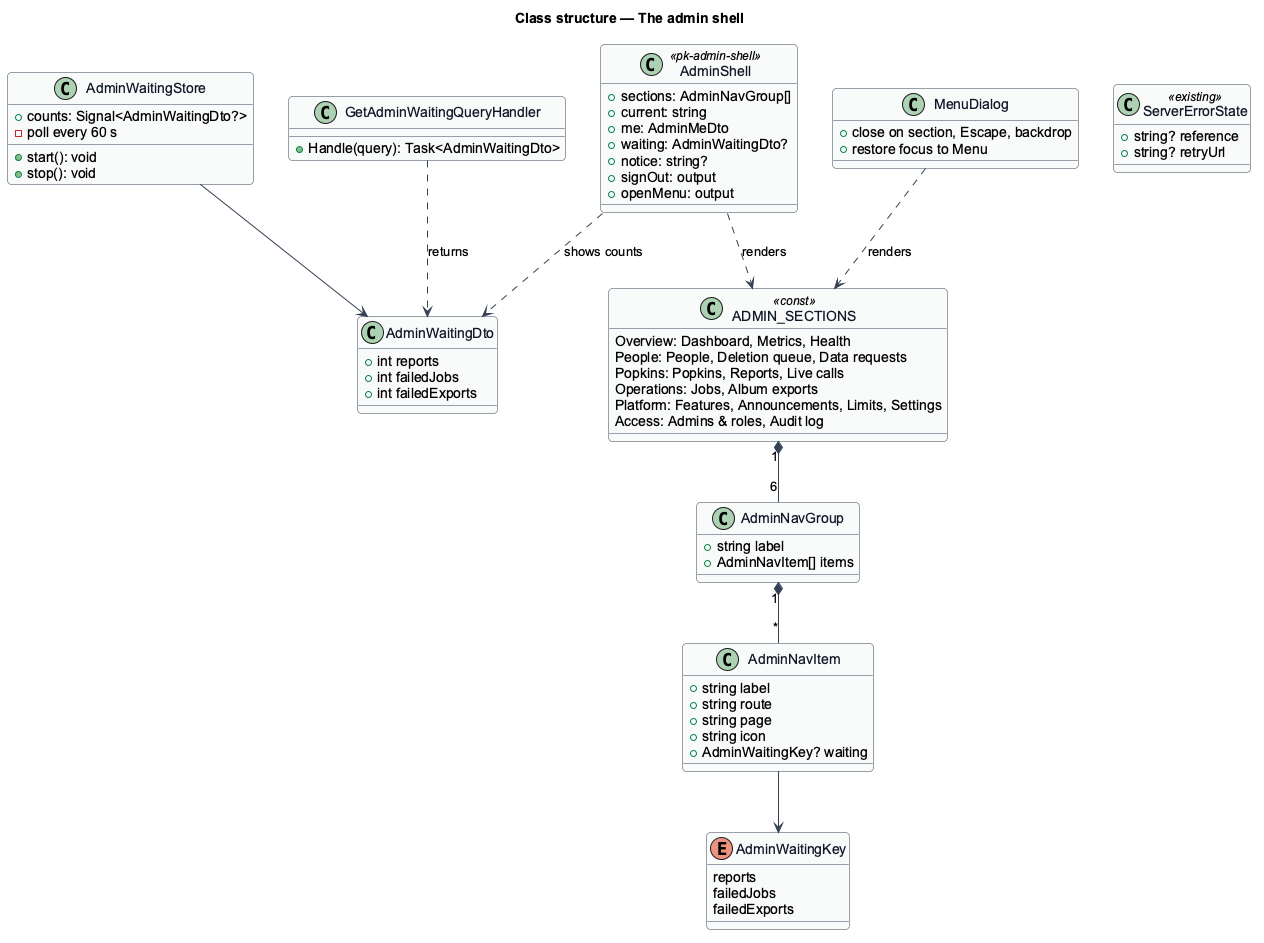 Class structure — The admin shell
C AdminWaitingStore
counts: Signal<AdminWaitingDto?>
poll every 60 s
start(): void
stop(): void
C GetAdminWaitingQueryHandler
Handle(query): Task<AdminWaitingDto>
«pk-admin-shell»
C AdminShell
sections: AdminNavGroup[]
current: string
me: AdminMeDto
waiting: AdminWaitingDto?
notice: string?
signOut: output
openMenu: output
C MenuDialog
close on section, Escape, backdrop
restore focus to Menu
«existing»
C ServerErrorState
string? reference
string? retryUrl
returns
shows counts
renders
renders
C AdminWaitingDto
int reports
int failedJobs
int failedExports
«const»
C ADMIN_SECTIONS
Overview: Dashboard, Metrics, Health
People: People, Deletion queue, Data requests
Popkins: Popkins, Reports, Live calls
Operations: Jobs, Album exports
Platform: Features, Announcements, Limits, Settings
Access: Admins & roles, Audit log
1
6
C AdminNavGroup
string label
AdminNavItem[] items
1
*
C AdminNavItem
string label
string route
string page
string icon
AdminWaitingKey? waiting
E AdminWaitingKey
reports
failedJobs
failedExports